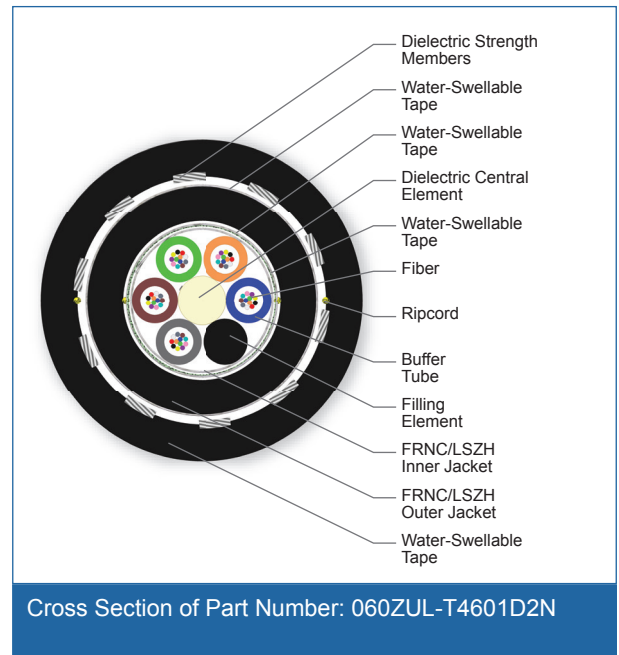 Dielectric Strength
Members
Water-Swellable
Tape
Water-Swellable
Tape
Dielectric Central
Element
Water-Swellable
Tape
Fiber
Ripcord
Buffer
Tube
Filling
Element
FRNC/LSZH
Inner Jacket
FRNC/LSZH
Outer Jacket
Water-Swellable
Tape
Cross Section of Part Number: 060ZUL-T4601D2N